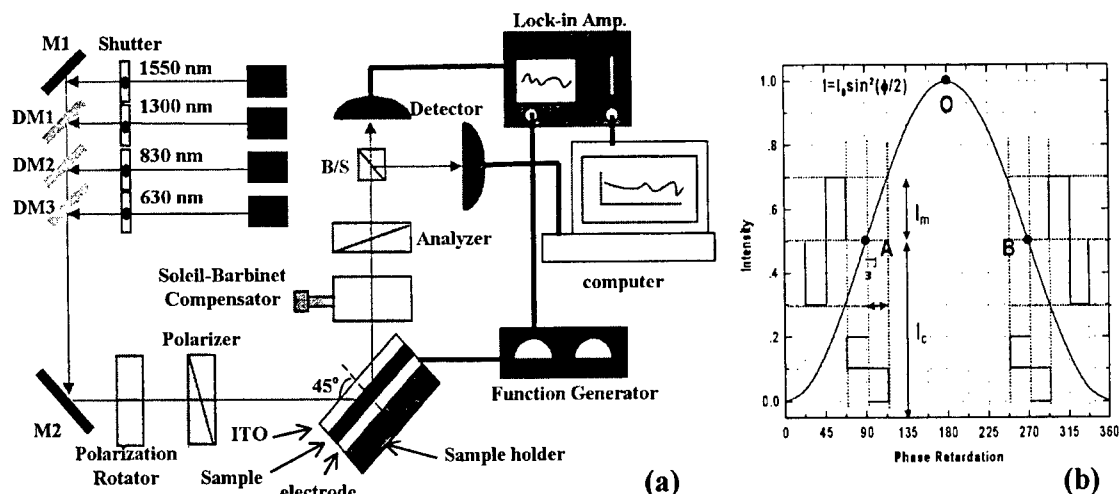 Lock-in Amp.
M1
Shutter
1550 nm
1300 nm
DM1
830 nm
DM2
630 nm
DM3
Detector
B/S
Analyzer
computer
Soleil-Barbinet
Compensator
Polarizer
45°
Function Generator
M2
ITO
Polarization
Rotator
Sample
Sample holder
electrode
(a)
I=I₀sin²(ϕ/2)
O
A
B
Iₘ
I꜀
Intensity
1.0
.8
.6
.4
.2
0.0
0 45 90 135 180 225 270 315 360
Phase Retardation
(b)